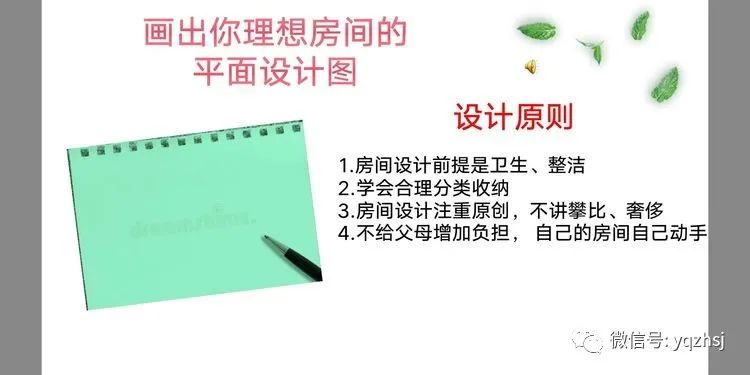 画出你理想房间的
平面设计图
设计原则
1.房间设计前提是卫生、整洁
2.学会合理分类收纳
3.房间设计注重原创，不讲攀比、奢侈
4.不给父母增加负担，自己的房间自己动手
dreamstime.
微信号: yqzhsj